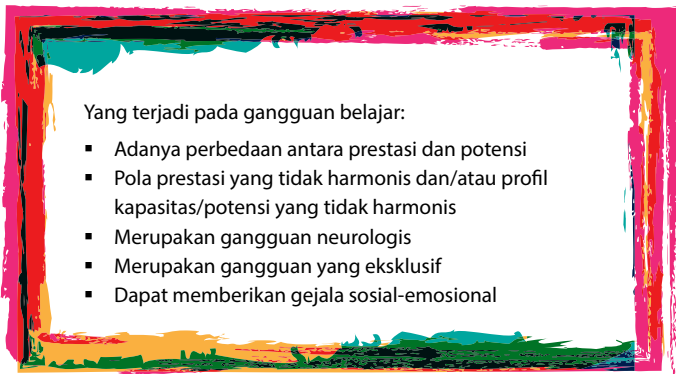 Yang terjadi pada gangguan belajar:
▪ Adanya perbedaan antara prestasi dan potensi
▪ Pola prestasi yang tidak harmonis dan/atau profil
kapasitas/potensi yang tidak harmonis
▪ Merupakan gangguan neurologis
▪ Merupakan gangguan yang eksklusif
▪ Dapat memberikan gejala sosial-emosional